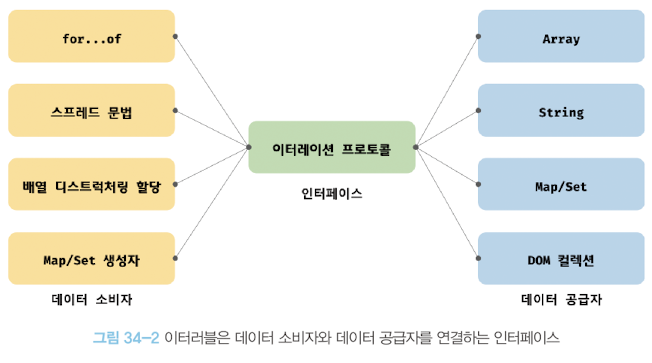 for...of
스프레드 문법
배열 디스트럭처링 할당
Map/Set 생성자
데이터 소비자
이터레이션 프로토콜
인터페이스
Array
String
Map/Set
DOM 컬렉션
데이터 공급자
그림 34-2 이터러블은 데이터 소비자와 데이터 공급자를 연결하는 인터페이스